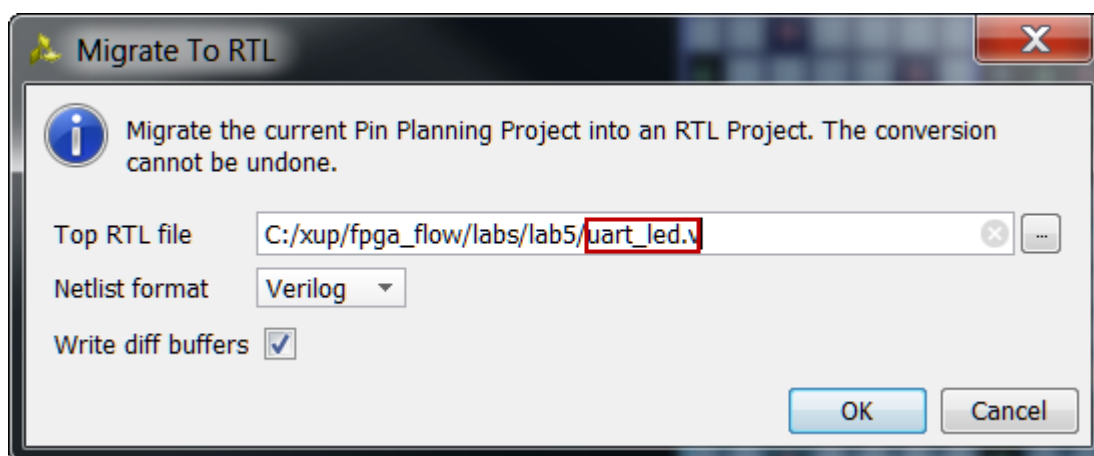 Migrate To RTL
Migrate the current Pin Planning Project into an RTL Project. The conversion
cannot be undone.
Top RTL file C:/xup/fpga_flow/labs/lab5/uart_led.v ...
Netlist format Verilog
Write diff buffers
OK Cancel